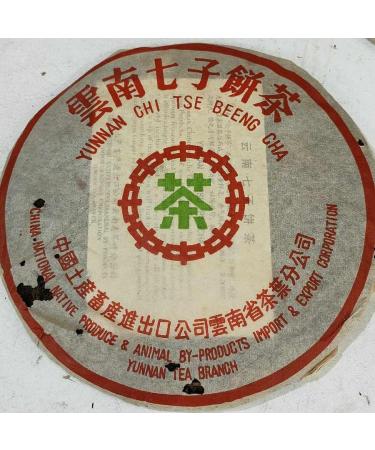 雲南七子餅茶
YUNNAN CHI TSE BEENG CHA
茶
中國土產畜產進出口公司雲南省茶葉分公司
CHINA NATIONAL NATIVE PRODUCE & ANIMAL BY-PRODUCTS IMPORT & EXPORT CORPORATION
YUNNAN TEA BRANCH